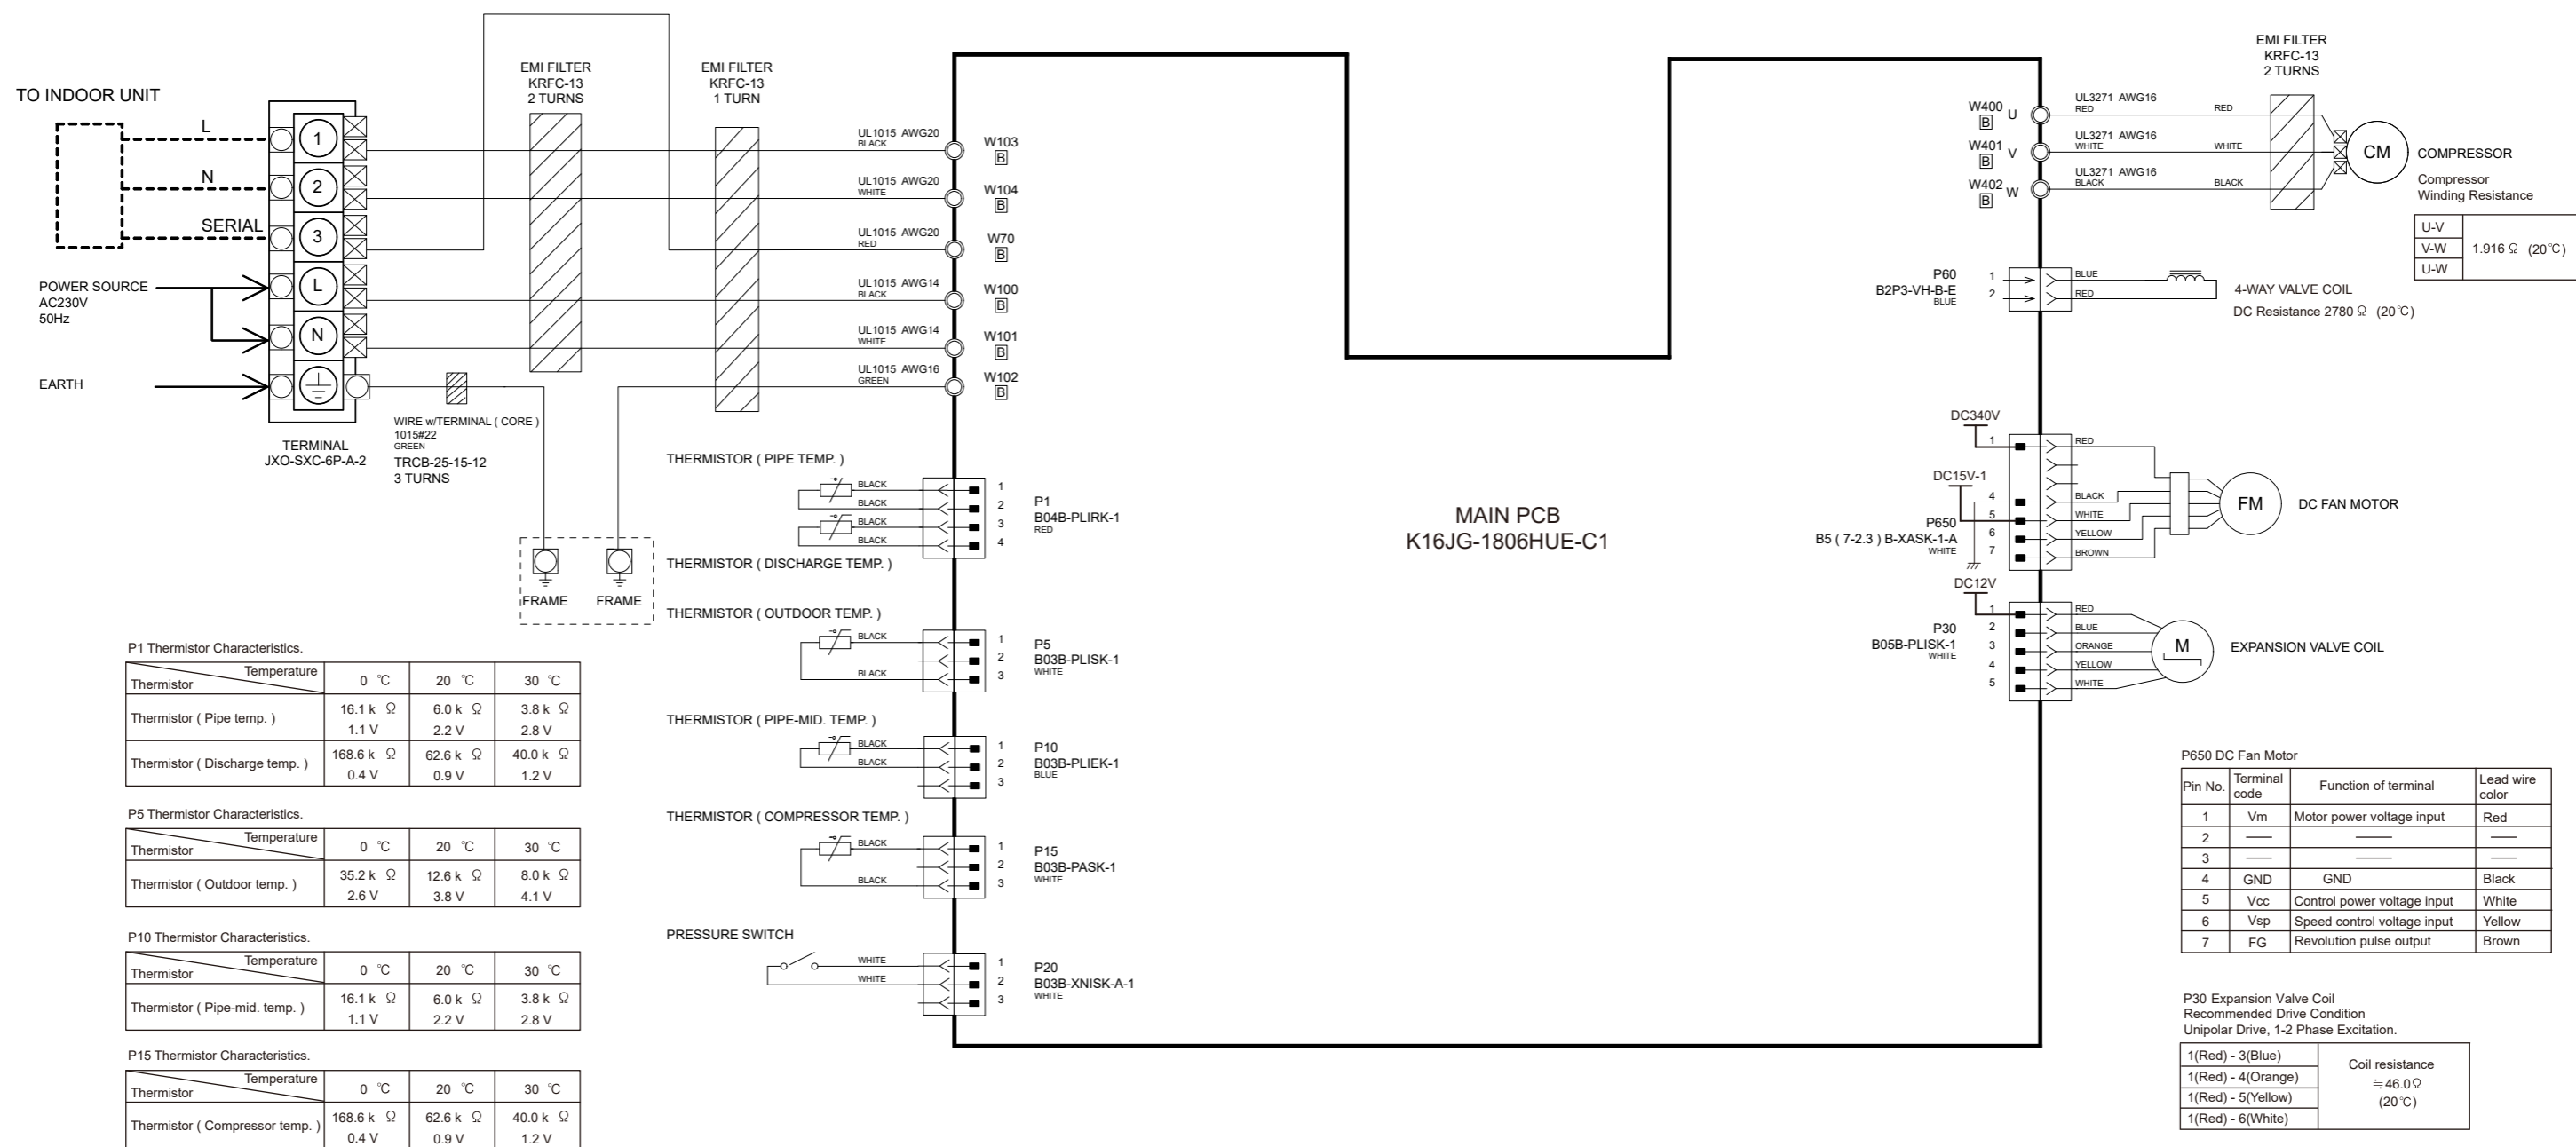 TO INDOOR UNIT
L
N
SERIAL
POWER SOURCE
AC230V
50Hz
EARTH
1
2
3
L
N
TERMINAL
JXO-SXC-6P-A-2
WIRE w/TERMINAL ( CORE )
1015#22
GREEN
TRCB-25-15-12
3 TURNS
EMI FILTER
KRFC-13
2 TURNS
EMI FILTER
KRFC-13
1 TURN
FRAME
FRAME
UL1015 AWG20
BLACK
W103
B
UL1015 AWG20
WHITE
W104
B
UL1015 AWG20
RED
W70
B
UL1015 AWG14
BLACK
W100
B
UL1015 AWG14
WHITE
W101
B
UL1015 AWG16
GREEN
W102
B
THERMISTOR ( PIPE TEMP. )
BLACK
BLACK
BLACK
BLACK
1
2
3
4
P1
B04B-PLIRK-1
RED
THERMISTOR ( DISCHARGE TEMP. )
THERMISTOR ( OUTDOOR TEMP. )
BLACK
BLACK
1
2
3
P5
B03B-PLISK-1
WHITE
THERMISTOR ( PIPE-MID. TEMP. )
BLACK
BLACK
1
2
3
P10
B03B-PLIEK-1
BLUE
THERMISTOR ( COMPRESSOR TEMP. )
BLACK
BLACK
1
2
3
P15
B03B-PASK-1
WHITE
PRESSURE SWITCH
WHITE
WHITE
1
2
3
P20
B03B-XNISK-A-1
WHITE
MAIN PCB
K16JG-1806HUE-C1
W400 U
B
W401 V
B
W402 W
B
UL3271 AWG16
RED RED
UL3271 AWG16
WHITE WHITE
UL3271 AWG16
BLACK BLACK
EMI FILTER
KRFC-13
2 TURNS
CM
COMPRESSOR
Compressor
Winding Resistance
U-V
V-W 1.916 Ω (20℃)
U-W
P60
B2P3-VH-B-E
BLUE
1
2
BLUE
RED
4-WAY VALVE COIL
DC Resistance 2780 Ω (20℃)
DC340V
DC15V-1
P650
B5 ( 7-2.3 ) B-XASK-1-A
WHITE
1
4
5
6
7
RED
BLACK
WHITE
YELLOW
BROWN
FM
DC FAN MOTOR
DC12V
P30
B05B-PLISK-1
WHITE
1
2
3
4
5
RED
BLUE
ORANGE
YELLOW
WHITE
M
EXPANSION VALVE COIL
P1 Thermistor Characteristics.
Temperature
Thermistor 0 ℃ 20 ℃ 30 ℃
Thermistor ( Pipe temp. ) 16.1 k Ω 6.0 k Ω 3.8 k Ω
1.1 V 2.2 V 2.8 V
Thermistor ( Discharge temp. ) 168.6 k Ω 62.6 k Ω 40.0 k Ω
0.4 V 0.9 V 1.2 V
P5 Thermistor Characteristics.
Temperature
Thermistor 0 ℃ 20 ℃ 30 ℃
Thermistor ( Outdoor temp. ) 35.2 k Ω 12.6 k Ω 8.0 k Ω
2.6 V 3.8 V 4.1 V
P10 Thermistor Characteristics.
Temperature
Thermistor 0 ℃ 20 ℃ 30 ℃
Thermistor ( Pipe-mid. temp. ) 16.1 k Ω 6.0 k Ω 3.8 k Ω
1.1 V 2.2 V 2.8 V
P15 Thermistor Characteristics.
Temperature
Thermistor 0 ℃ 20 ℃ 30 ℃
Thermistor ( Compressor temp. ) 168.6 k Ω 62.6 k Ω 40.0 k Ω
0.4 V 0.9 V 1.2 V
P650 DC Fan Motor
Pin No. Terminal code Function of terminal Lead wire color
1 Vm Motor power voltage input Red
2 — — —
3 — — —
4 GND GND Black
5 Vcc Control power voltage input White
6 Vsp Speed control voltage input Yellow
7 FG Revolution pulse output Brown
P30 Expansion Valve Coil
Recommended Drive Condition
Unipolar Drive, 1-2 Phase Excitation.
1(Red) - 3(Blue)
1(Red) - 4(Orange)
1(Red) - 5(Yellow)
1(Red) - 6(White)
Coil resistance
≒46.0Ω
(20℃)